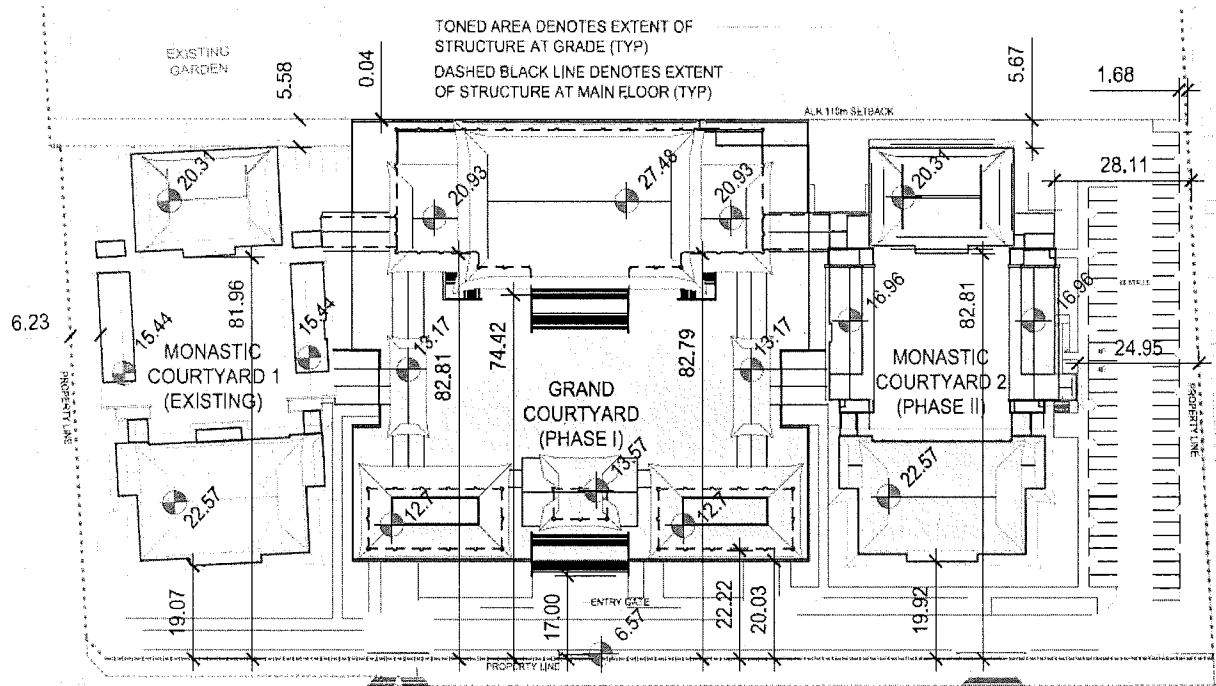 TONED AREA DENOTES EXTENT OF
STRUCTURE AT GRADE (TYP)
DASHED BLACK LINE DENOTES EXTENT
OF STRUCTURE AT MAIN FLOOR (TYP)
EXISTING
GARDEN
5.58
0.04
5.67
1.68
ALR 110m SETBACK
20.31
20.93
27.48
20.93
20.31
28.11
6.23
15.44
81.96
15.44
MONASTIC
COURTYARD 1
(EXISTING)
13.17
82.81
74.42
GRAND
COURTYARD
(PHASE I)
82.79
13.17
16.96
MONASTIC
COURTYARD 2
(PHASE II)
82.81
16.96
24.95
PROPERTY LINE
PROPERTY LINE
22.57
12.7
13.57
12.7
22.57
19.07
17.00
ENTRY GATE
6.57
22.22
20.03
19.92
PROPERTY LINE